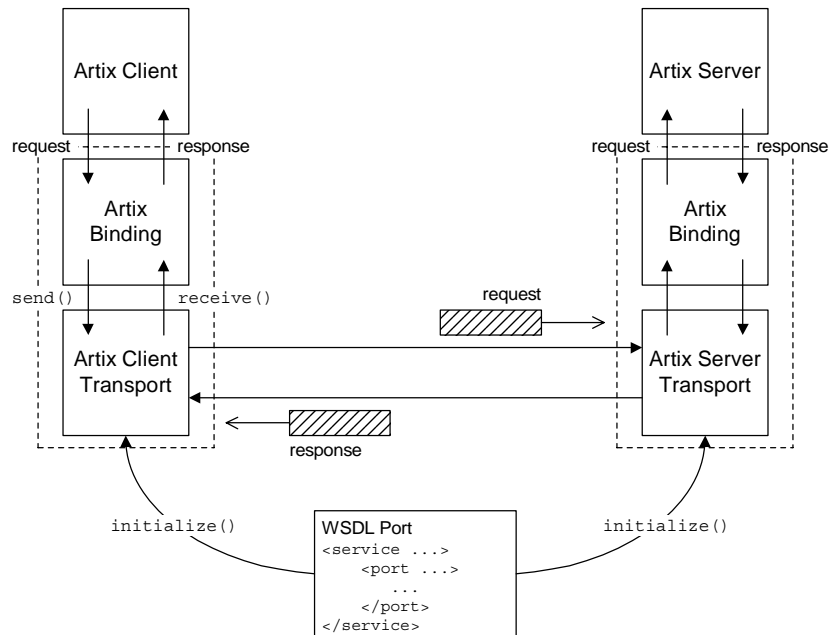 Artix Client
Artix Server
request
response
request
response
Artix
Binding
Artix
Binding
send()
receive()
request
Artix Client
Transport
Artix Server
Transport
response
initialize()
initialize()
WSDL Port
<service ...>
<port ...>
...
</port>
</service>